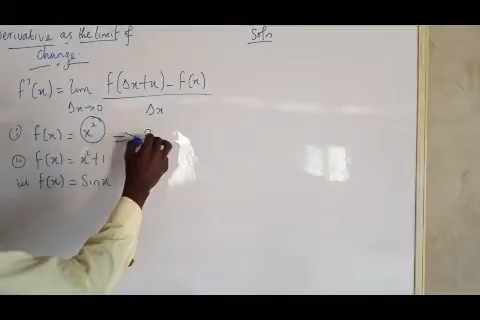 Derivative as the limit of
change.
Soln
f'(x) = lim f(Δx+x) - f(x)
Δx→0 Δx
(i) f(x) = x² ⇒
(ii) f(x) = x²+1
iii f(x) = Sinx